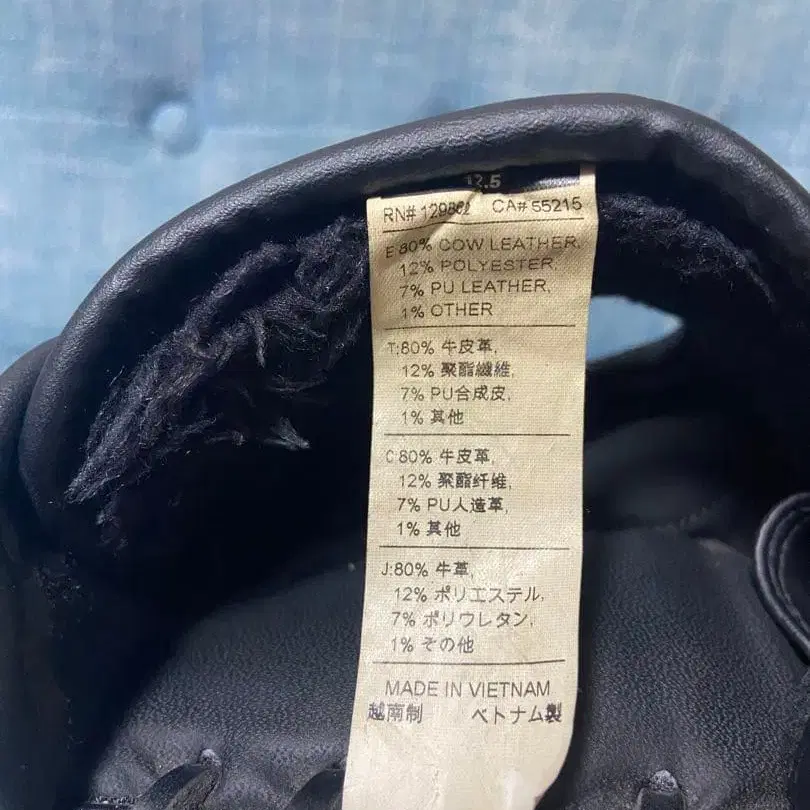 12.5
RN# 129862 CA# 55215
E 80% COW LEATHER,
12% POLYESTER,
7% PU LEATHER,
1% OTHER
T:80% 牛皮革,
12% 聚酯纖維,
7% PU合成皮,
1% 其他
C:80% 牛皮革,
12% 聚酯纤维,
7% PU人造革,
1% 其他
J:80% 牛革,
12% ポリエステル,
7% ポリウレタン,
1% その他
MADE IN VIETNAM
越南制 ベトナム製